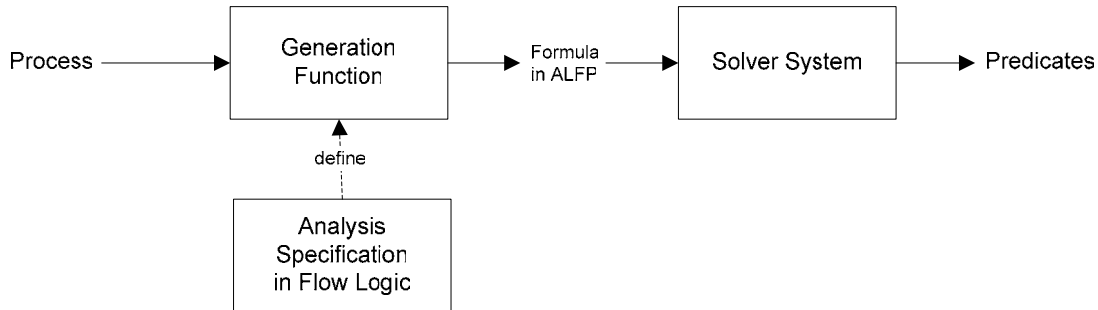 Process
Generation
Function
Formula
in ALFP
Solver System
Predicates
define
Analysis
Specification
in Flow Logic